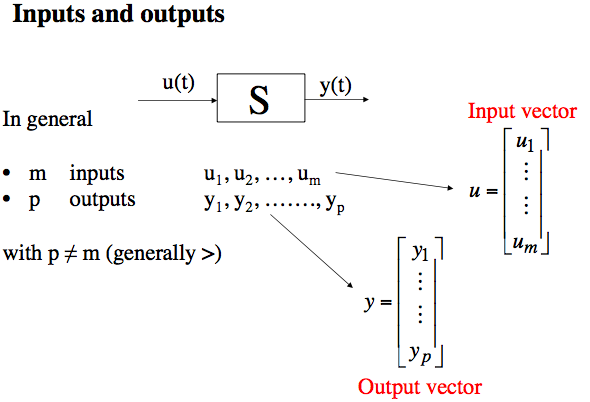 Inputs and outputs
u(t)
S
y(t)
In general
Input vector
• m inputs u₁, u₂, …, uₘ
• p outputs y₁, y₂, ……., yₚ
u = [u₁ ⋮ ⋮ uₘ]
with p ≠ m (generally >)
y = [y₁ ⋮ ⋮ yₚ]
Output vector